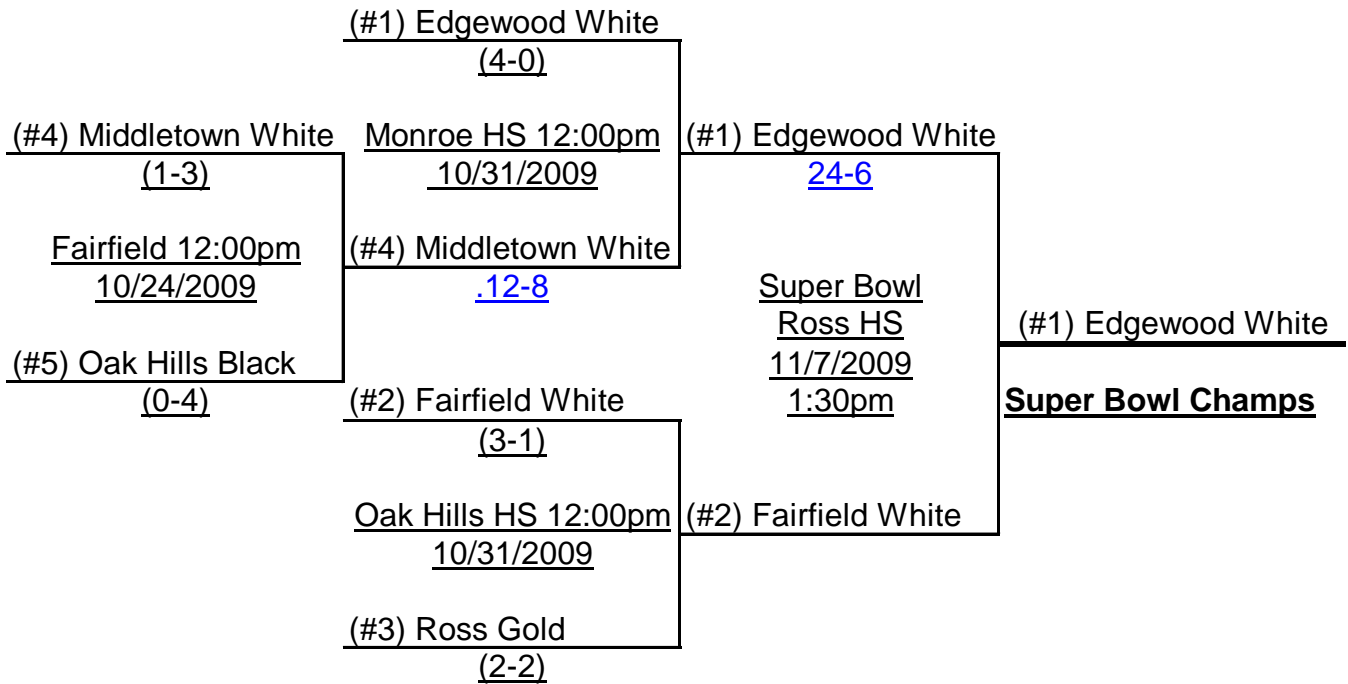 (#1) Edgewood White
(4-0)
(#4) Middletown White
(1-3)
Monroe HS 12:00pm
10/31/2009
(#1) Edgewood White
24-6
Fairfield 12:00pm
10/24/2009
(#4) Middletown White
.12-8
Super Bowl
Ross HS
11/7/2009
1:30pm
(#1) Edgewood White
Super Bowl Champs
(#5) Oak Hills Black
(0-4)
(#2) Fairfield White
(3-1)
Oak Hills HS 12:00pm
10/31/2009
(#2) Fairfield White
(#3) Ross Gold
(2-2)